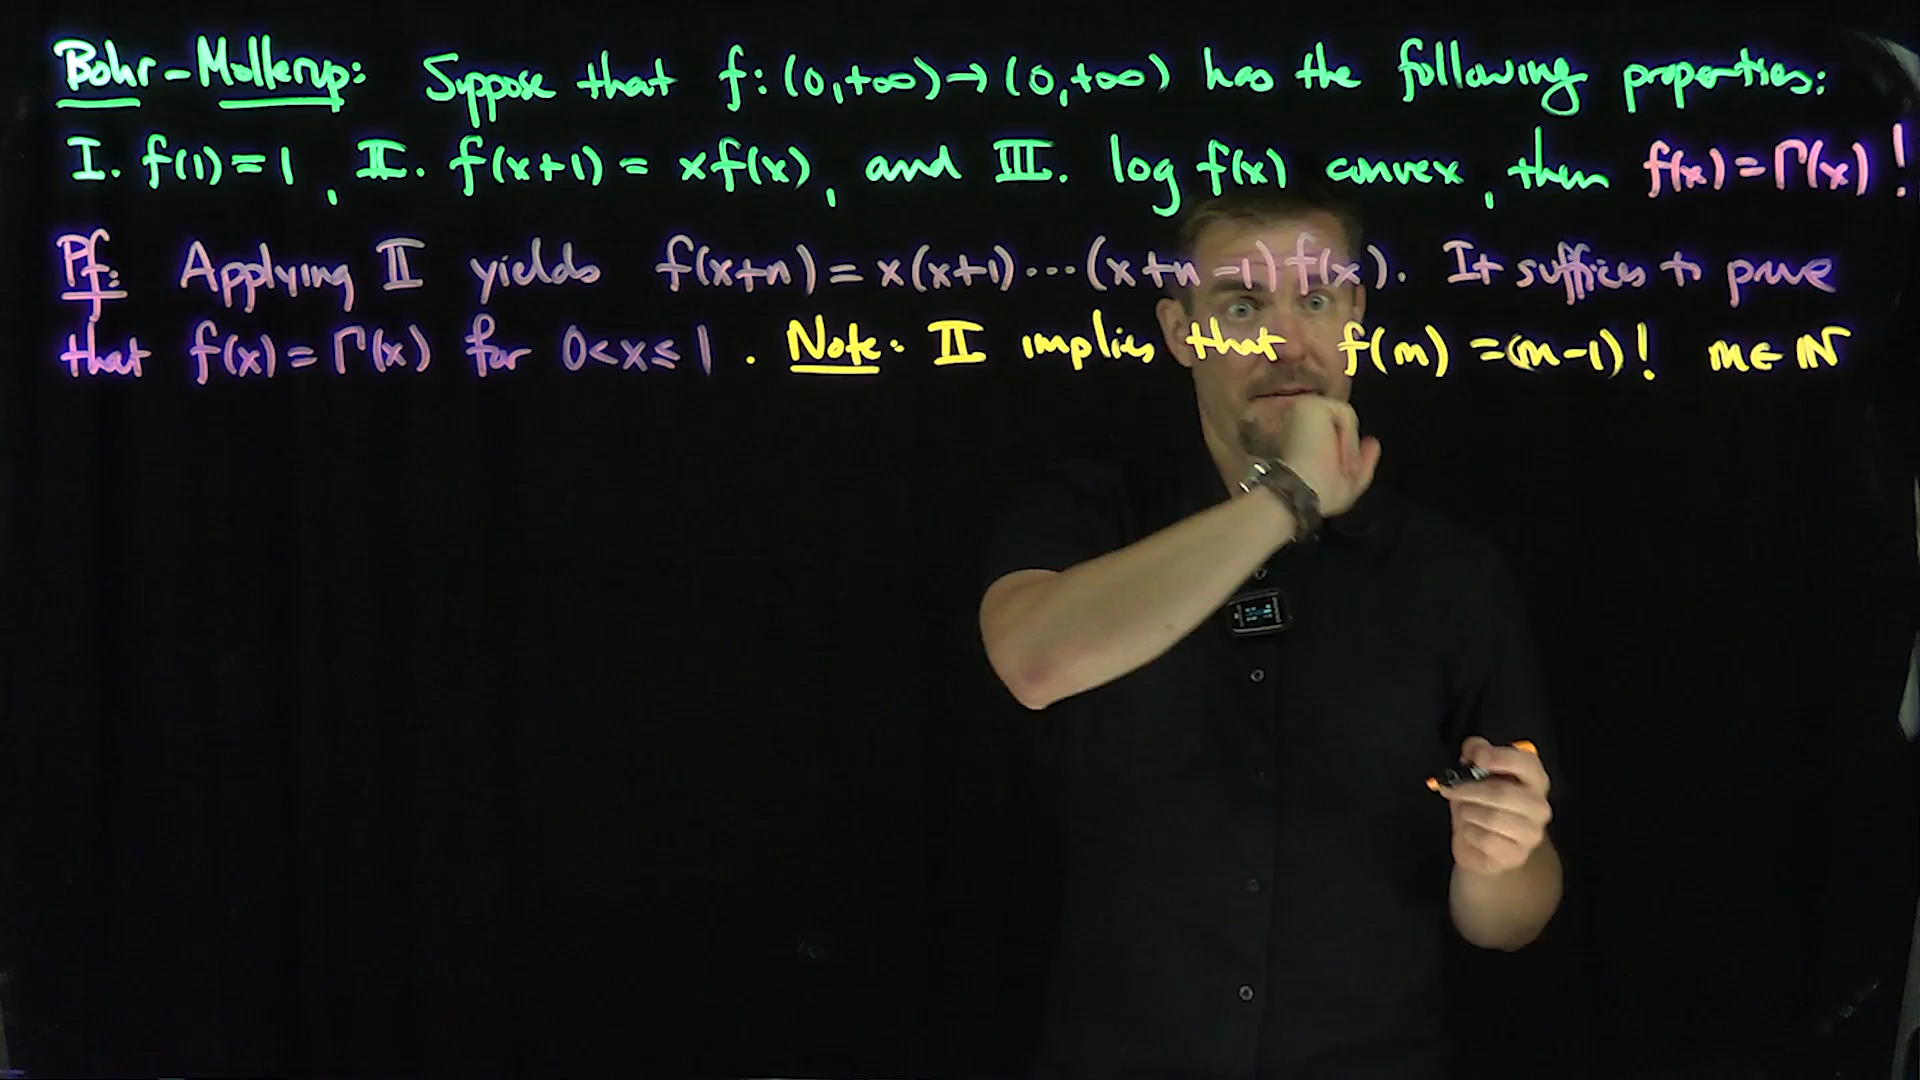 Bohr-Mollerup: Suppose that f: (0,+∞) → (0,+∞) has the following properties:
I. f(1) = 1, II. f(x+1) = x f(x), and III. log f(x) convex, then f(x) = Γ(x)!
Pf: Applying II yields f(x+n) = x(x+1)···(x+n-1) f(x). It suffices to prove
that f(x) = Γ(x) for 0<x≤1. Note: II implies that f(m) = (m-1)! m∈ℕ